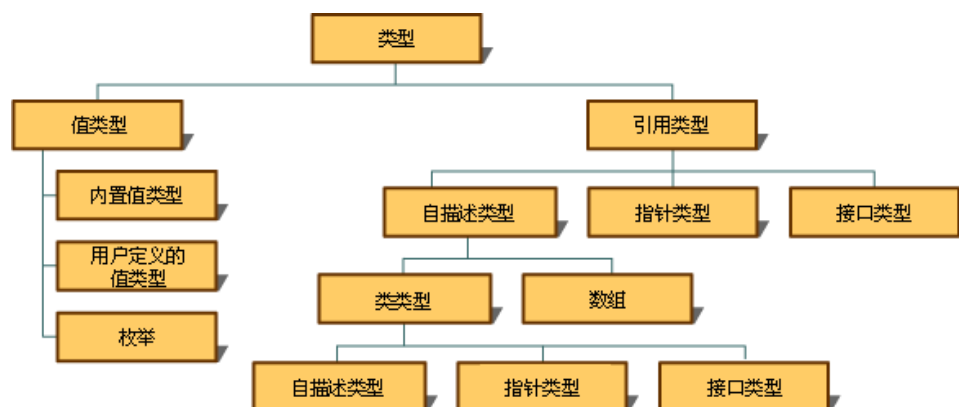 类型
值类型
引用类型
内置值类型
自描述类型
指针类型
接口类型
用户定义的
值类型
类类型
数组
枚举
自描述类型
指针类型
接口类型